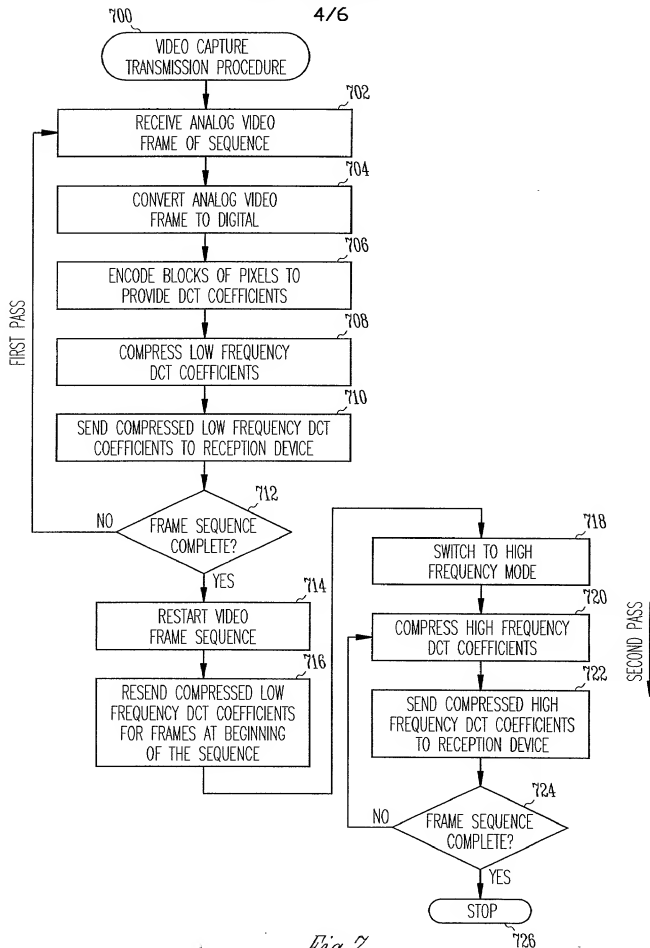 4/6
700
VIDEO CAPTURE
TRANSMISSION PROCEDURE
702
RECEIVE ANALOG VIDEO
FRAME OF SEQUENCE
704
CONVERT ANALOG VIDEO
FRAME TO DIGITAL
706
ENCODE BLOCKS OF PIXELS TO
PROVIDE DCT COEFFICIENTS
708
COMPRESS LOW FREQUENCY
DCT COEFFICIENTS
710
SEND COMPRESSED LOW FREQUENCY DCT
COEFFICIENTS TO RECEPTION DEVICE
712
FRAME SEQUENCE
COMPLETE?
NO
YES
FIRST PASS
714
RESTART VIDEO
FRAME SEQUENCE
716
RESEND COMPRESSED LOW
FREQUENCY DCT COEFFICIENTS
FOR FRAMES AT BEGINNING
OF THE SEQUENCE
718
SWITCH TO HIGH
FREQUENCY MODE
720
COMPRESS HIGH FREQUENCY
DCT COEFFICIENTS
722
SEND COMPRESSED HIGH
FREQUENCY DCT COEFFICIENTS
TO RECEPTION DEVICE
SECOND PASS
724
FRAME SEQUENCE
COMPLETE?
NO
YES
STOP
726
Fig. 7